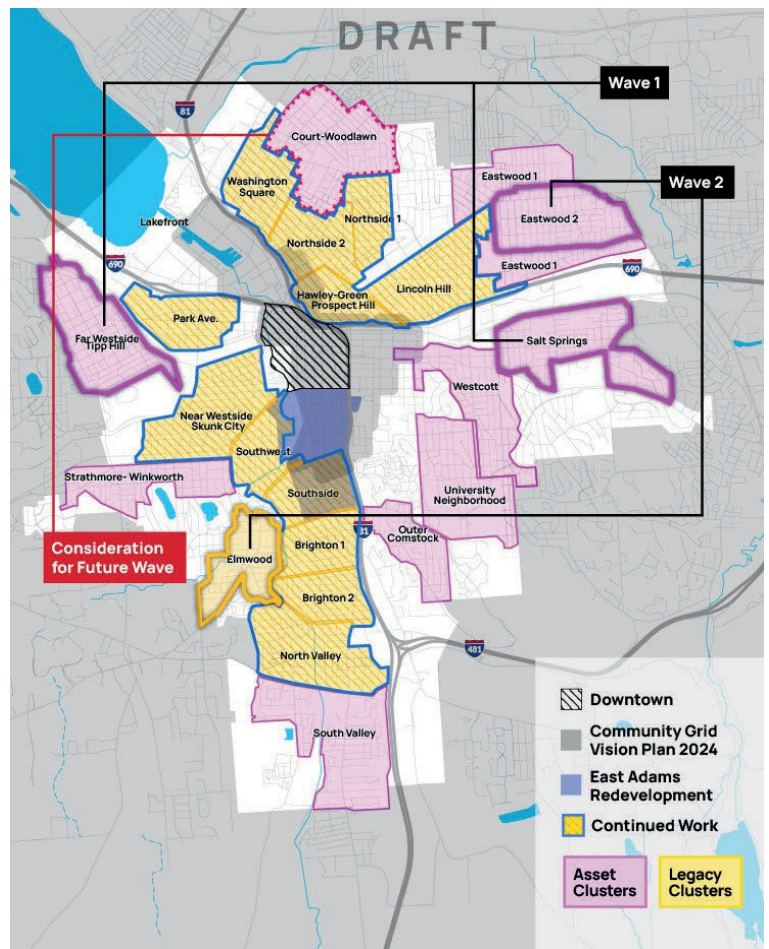 DRAFT
Wave 1
81
Court-Woodlawn
Washington
Square
Eastwood 1
Wave 2
Eastwood 2
Lakefront
Northside 1
Northside 2
Eastwood 1
690
690
Lincoln Hill
Hawley-Green
Prospect Hill
Park Ave.
Far Westside
Tipp Hill
Salt Springs
Westcott
Near Westside
Skunk City
Southwest
Strathmore- Winkworth
Southside
University
Neighborhood
Consideration
for Future Wave
81
Outer
Comstock
Elmwood
Brighton 1
Brighton 2
North Valley
481
South Valley
Downtown
Community Grid
Vision Plan 2024
East Adams
Redevelopment
Continued Work
Asset
Clusters
Legacy
Clusters